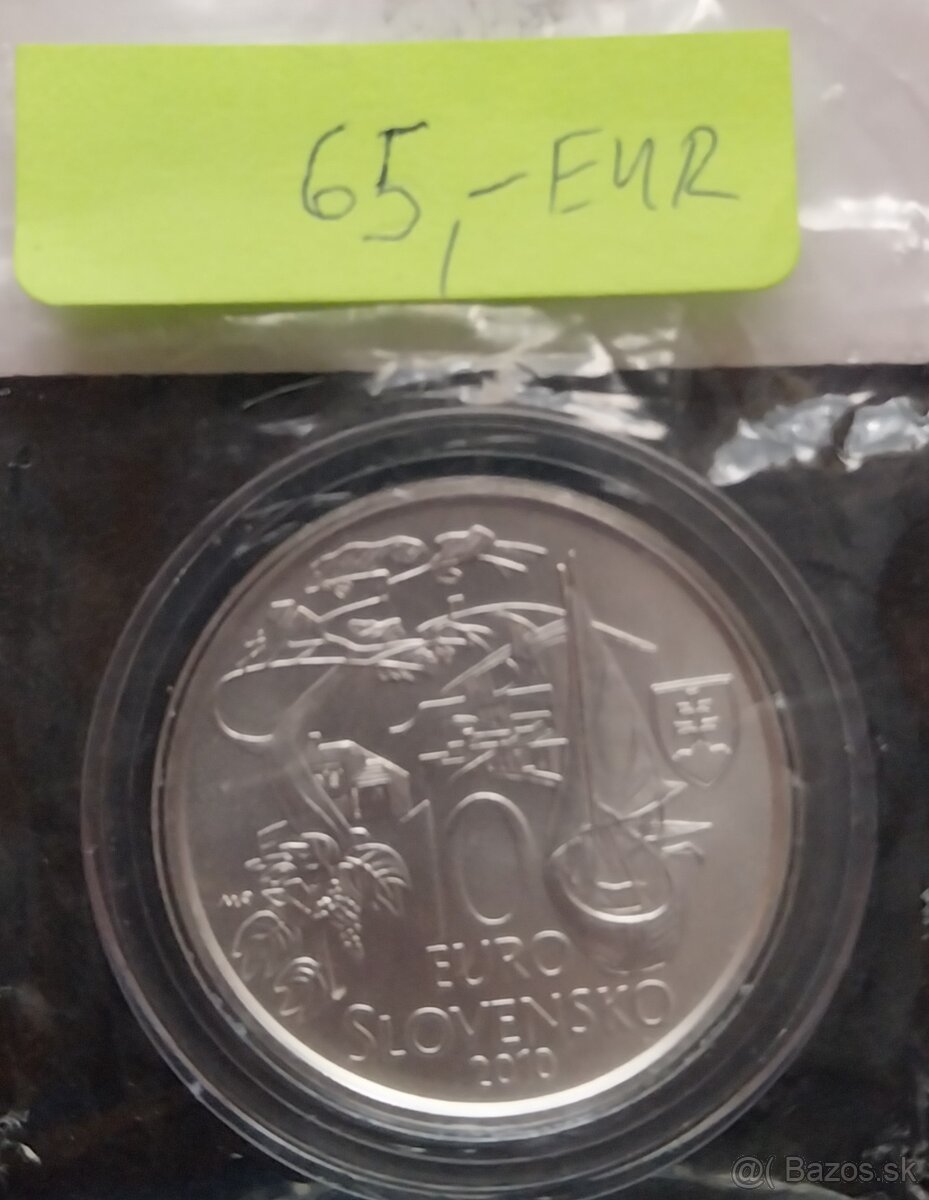 65,-EUR
10
EURO
SLOVENSKO
2010
@( Bazos.sk